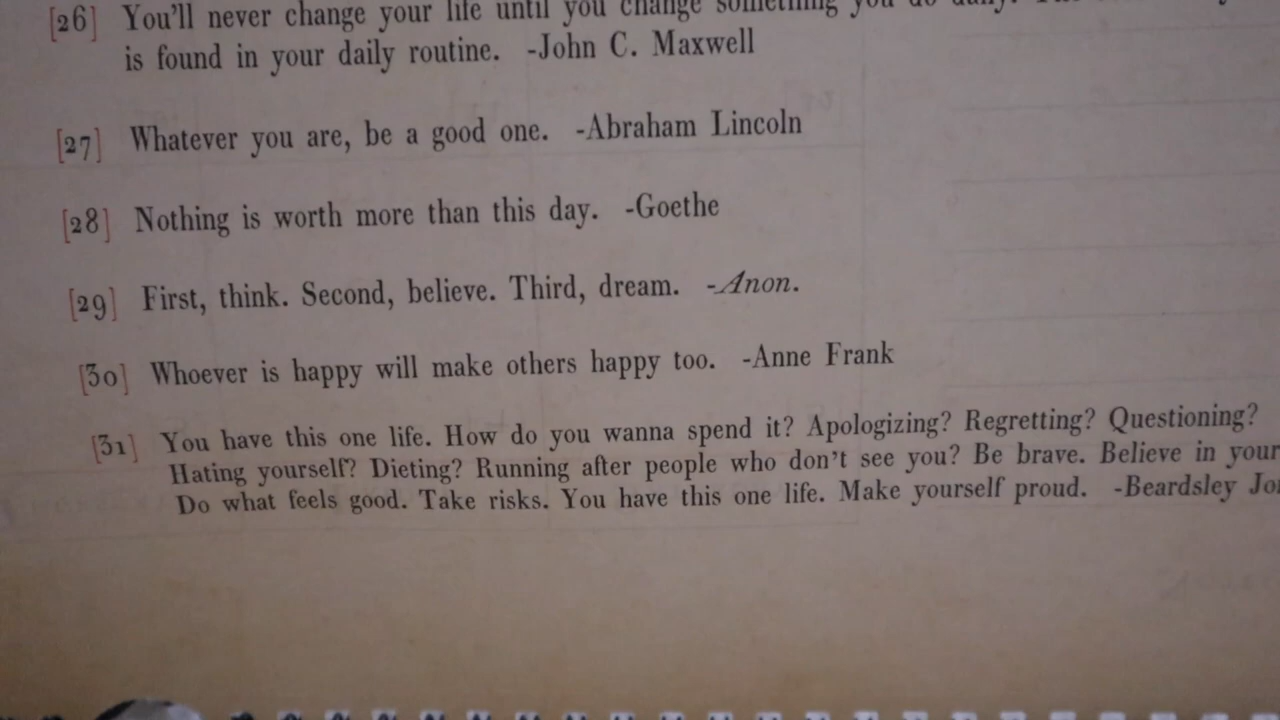 [26] You'll never change your life until you change something you do daily.
is found in your daily routine. -John C. Maxwell
[27] Whatever you are, be a good one. -Abraham Lincoln
[28] Nothing is worth more than this day. -Goethe
[29] First, think. Second, believe. Third, dream. -Anon.
[30] Whoever is happy will make others happy too. -Anne Frank
[31] You have this one life. How do you wanna spend it? Apologizing? Regretting? Questioning?
Hating yourself? Dieting? Running after people who don't see you? Be brave. Believe in your
Do what feels good. Take risks. You have this one life. Make yourself proud. -Beardsley